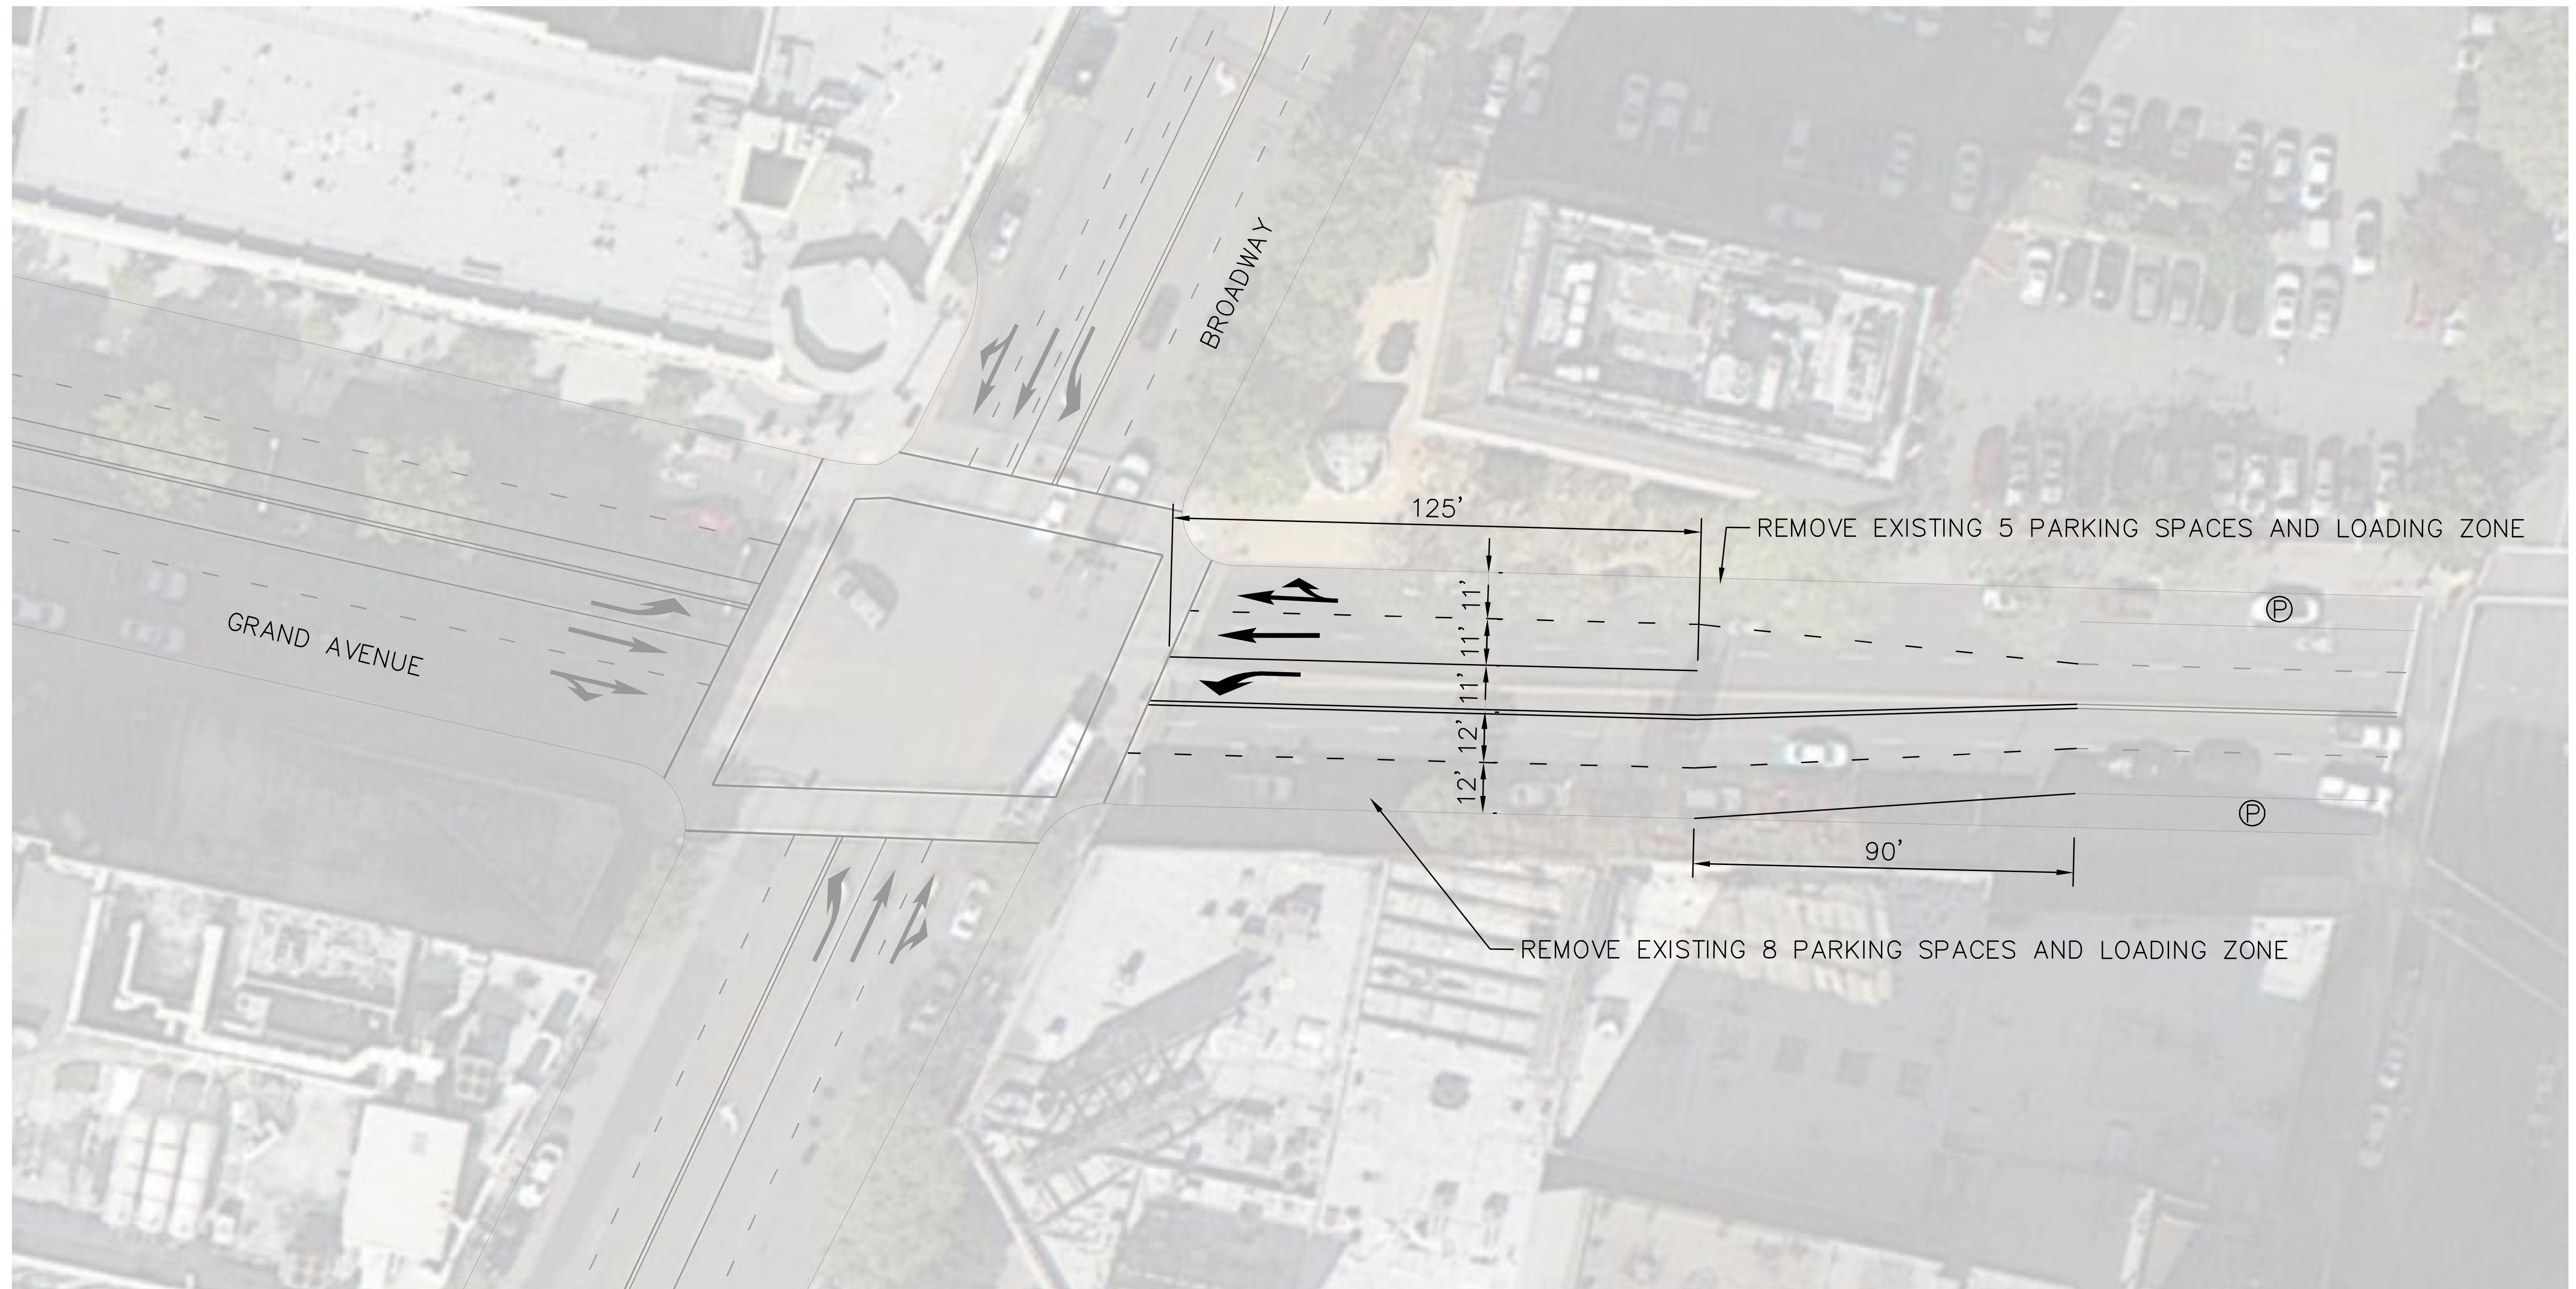 BROADWAY
125'
REMOVE EXISTING 5 PARKING SPACES AND LOADING ZONE
11'
11'
11'
12'
12'
P
GRAND AVENUE
P
90'
REMOVE EXISTING 8 PARKING SPACES AND LOADING ZONE